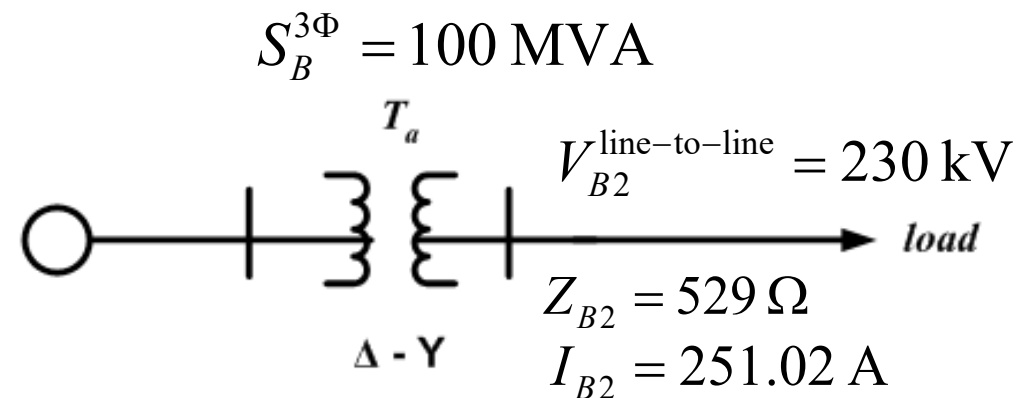 S_B^{3Φ} = 100 MVA
T_a
V_{B2}^{line-to-line} = 230 kV
load
Z_{B2} = 529 Ω
Δ - Y
I_{B2} = 251.02 A